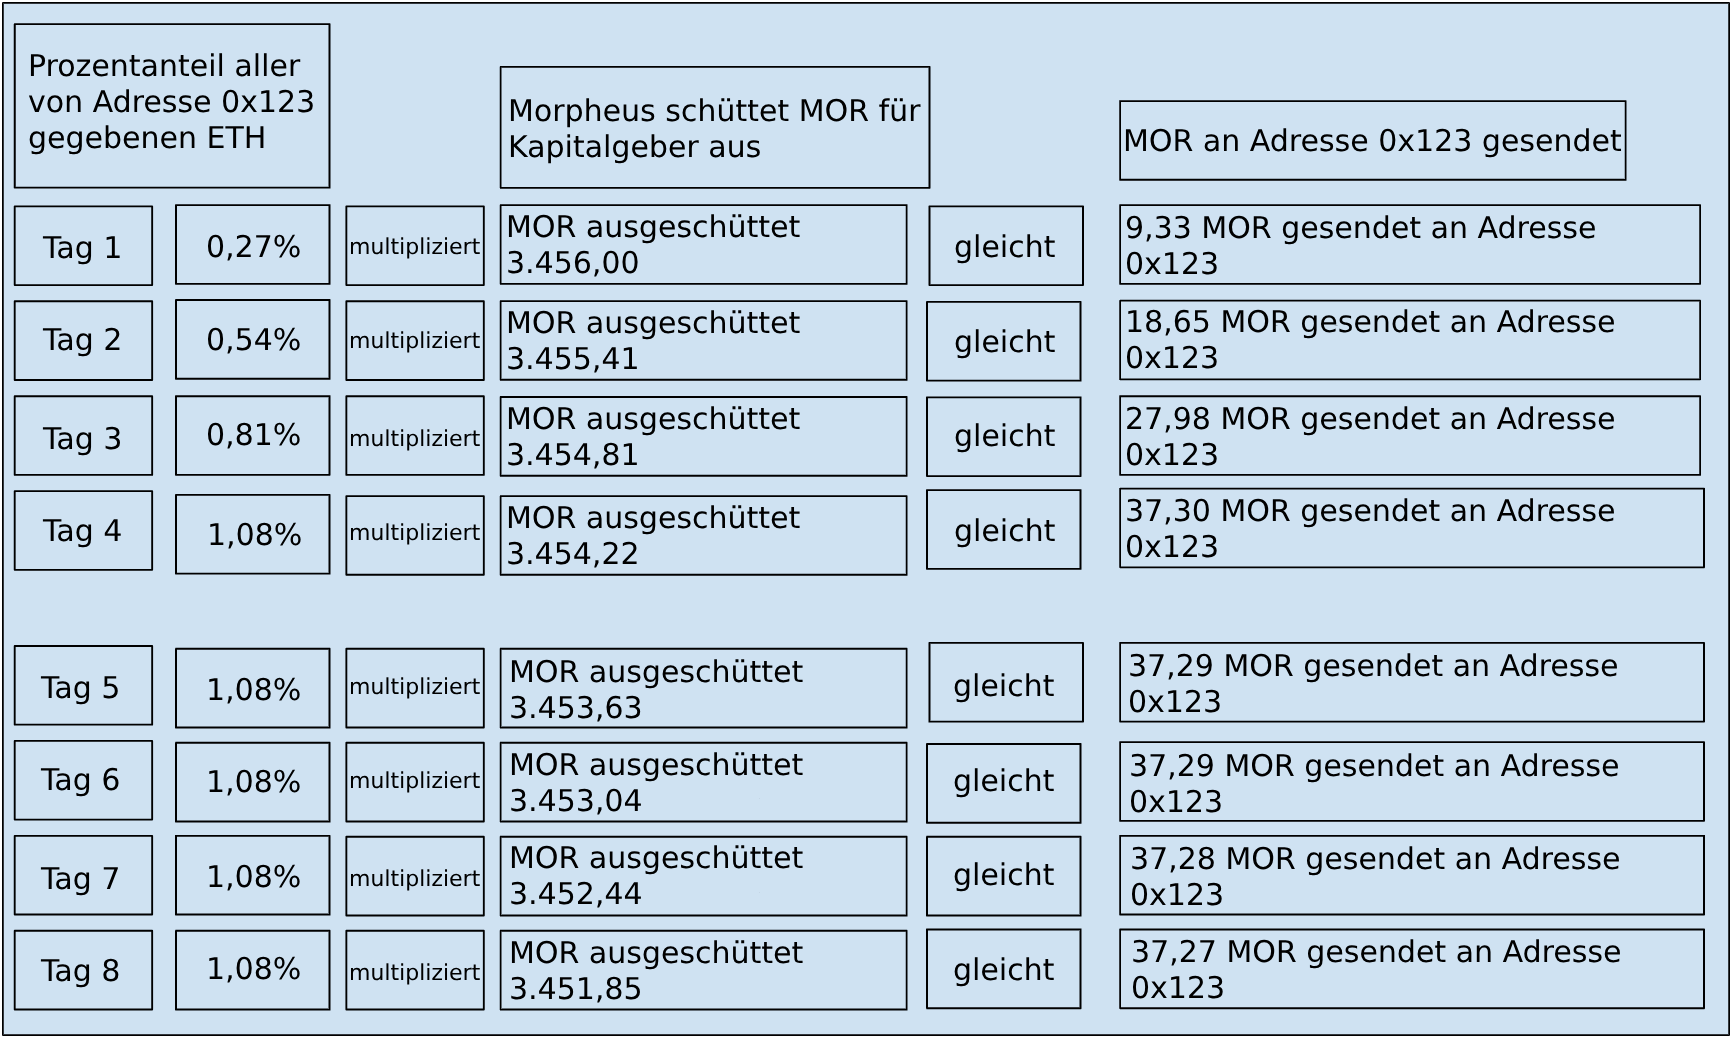 Prozentanteil aller
von Adresse 0x123
gegebenen ETH
Morpheus schüttet MOR für
Kapitalgeber aus
MOR an Adresse 0x123 gesendet
Tag 1
0,27%
multipliziert
MOR ausgeschüttet
3.456,00
gleicht
9,33 MOR gesendet an Adresse
0x123
Tag 2
0,54%
multipliziert
MOR ausgeschüttet
3.455,41
gleicht
18,65 MOR gesendet an Adresse
0x123
Tag 3
0,81%
multipliziert
MOR ausgeschüttet
3.454,81
gleicht
27,98 MOR gesendet an Adresse
0x123
Tag 4
1,08%
multipliziert
MOR ausgeschüttet
3.454,22
gleicht
37,30 MOR gesendet an Adresse
0x123
Tag 5
1,08%
multipliziert
MOR ausgeschüttet
3.453,63
gleicht
37,29 MOR gesendet an Adresse
0x123
Tag 6
1,08%
multipliziert
MOR ausgeschüttet
3.453,04
gleicht
37,29 MOR gesendet an Adresse
0x123
Tag 7
1,08%
multipliziert
MOR ausgeschüttet
3.452,44
gleicht
37,28 MOR gesendet an Adresse
0x123
Tag 8
1,08%
multipliziert
MOR ausgeschüttet
3.451,85
gleicht
37,27 MOR gesendet an Adresse
0x123